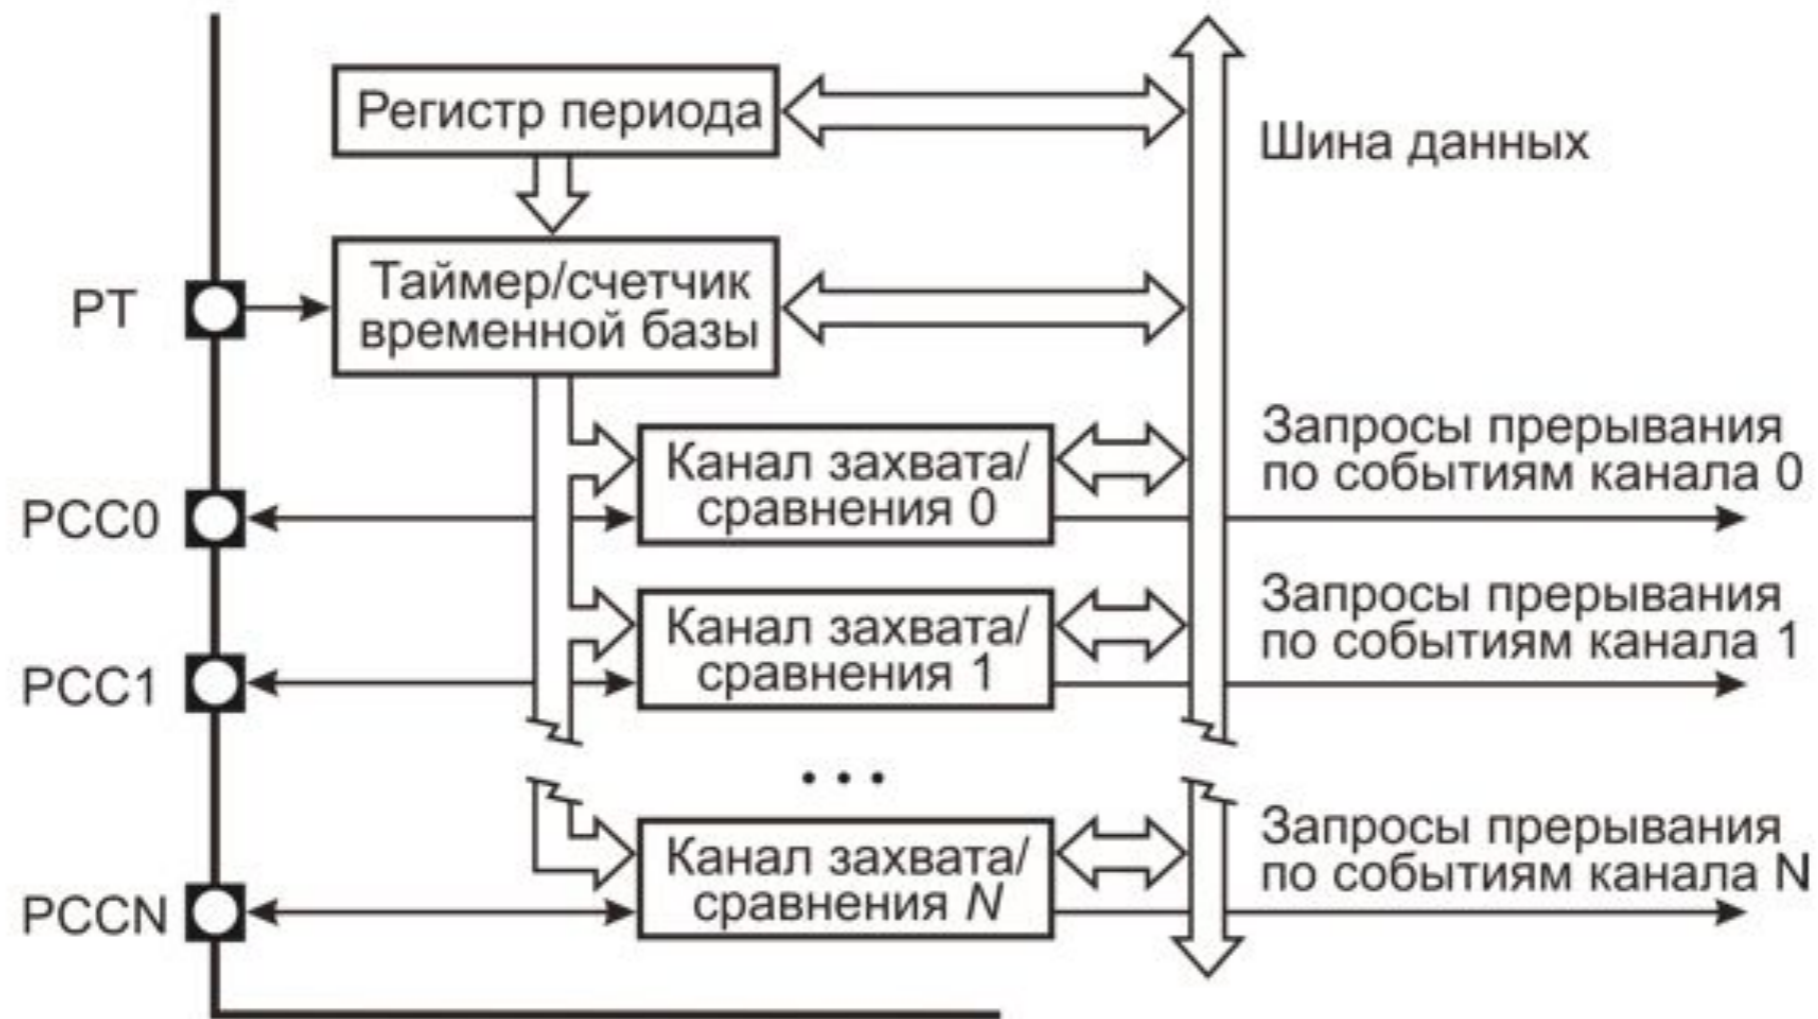 Регистр периода
Шина данных
Таймер/счетчик
временной базы
PT
Канал захвата/
сравнения 0
Запросы прерывания
по событиям канала 0
PCC0
Канал захвата/
сравнения 1
Запросы прерывания
по событиям канала 1
PCC1
. . .
Канал захвата/
сравнения N
Запросы прерывания
по событиям канала N
PCCN